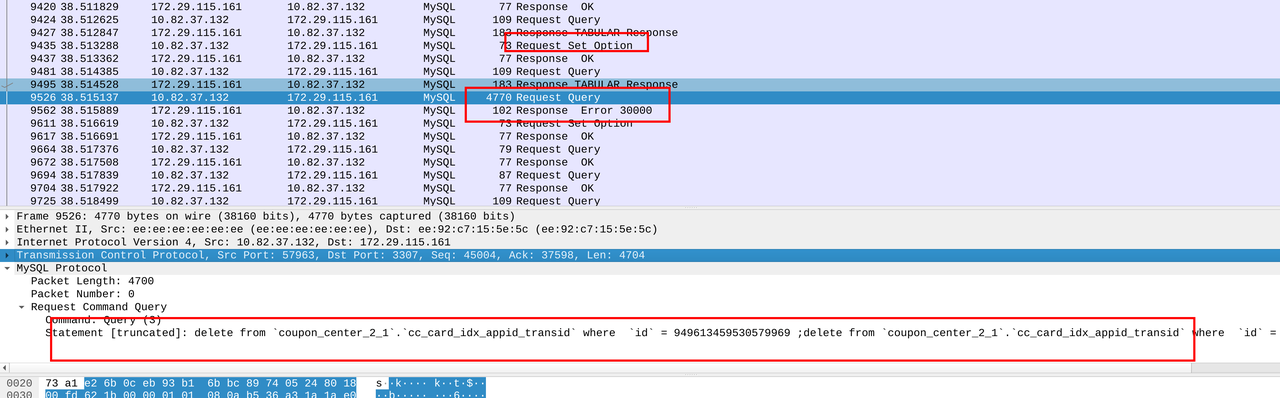 9420 38.511829 172.29.115.161 10.82.37.132 MySQL 77 Response OK
9424 38.512625 10.82.37.132 172.29.115.161 MySQL 109 Request Query
9427 38.512847 172.29.115.161 10.82.37.132 MySQL 183 Response TABULAR Response
9435 38.513288 10.82.37.132 172.29.115.161 MySQL 73 Request Set Option
9437 38.513362 172.29.115.161 10.82.37.132 MySQL 77 Response OK
9481 38.514385 10.82.37.132 172.29.115.161 MySQL 109 Request Query
9495 38.514528 172.29.115.161 10.82.37.132 MySQL 183 Response TABULAR Response
9526 38.515137 10.82.37.132 172.29.115.161 MySQL 4770 Request Query
9562 38.515889 172.29.115.161 10.82.37.132 MySQL 102 Response Error 30000
9611 38.516619 10.82.37.132 172.29.115.161 MySQL 73 Request Set Option
9617 38.516691 172.29.115.161 10.82.37.132 MySQL 77 Response OK
9664 38.517376 10.82.37.132 172.29.115.161 MySQL 79 Request Query
9672 38.517508 172.29.115.161 10.82.37.132 MySQL 77 Response OK
9694 38.517839 10.82.37.132 172.29.115.161 MySQL 87 Request Query
9704 38.517922 172.29.115.161 10.82.37.132 MySQL 77 Response OK
9725 38.518499 10.82.37.132 172.29.115.161 MySQL 109 Request Query
Frame 9526: 4770 bytes on wire (38160 bits), 4770 bytes captured (38160 bits)
Ethernet II, Src: ee:ee:ee:ee:ee:ee (ee:ee:ee:ee:ee:ee), Dst: ee:92:c7:15:5e:5c (ee:92:c7:15:5e:5c)
Internet Protocol Version 4, Src: 10.82.37.132, Dst: 172.29.115.161
Transmission Control Protocol, Src Port: 57963, Dst Port: 3307, Seq: 45004, Ack: 37598, Len: 4704
MySQL Protocol
Packet Length: 4700
Packet Number: 0
Request Command Query
Command: Query (3)
Statement [truncated]: delete from `coupon_center_2_1`.`cc_card_idx_appid_transid` where `id` = 949613459530579969 ;delete from `coupon_center_2_1`.`cc_card_idx_appid_transid` where `id` =
0020 73 a1 e2 6b 0c eb 93 b1 6b bc 89 74 05 24 80 18 s··k···· k··t·$··
0030 00 fd 62 1b 00 00 01 01 08 0a b5 36 a3 1a 1a e0 ··b····· ···6····